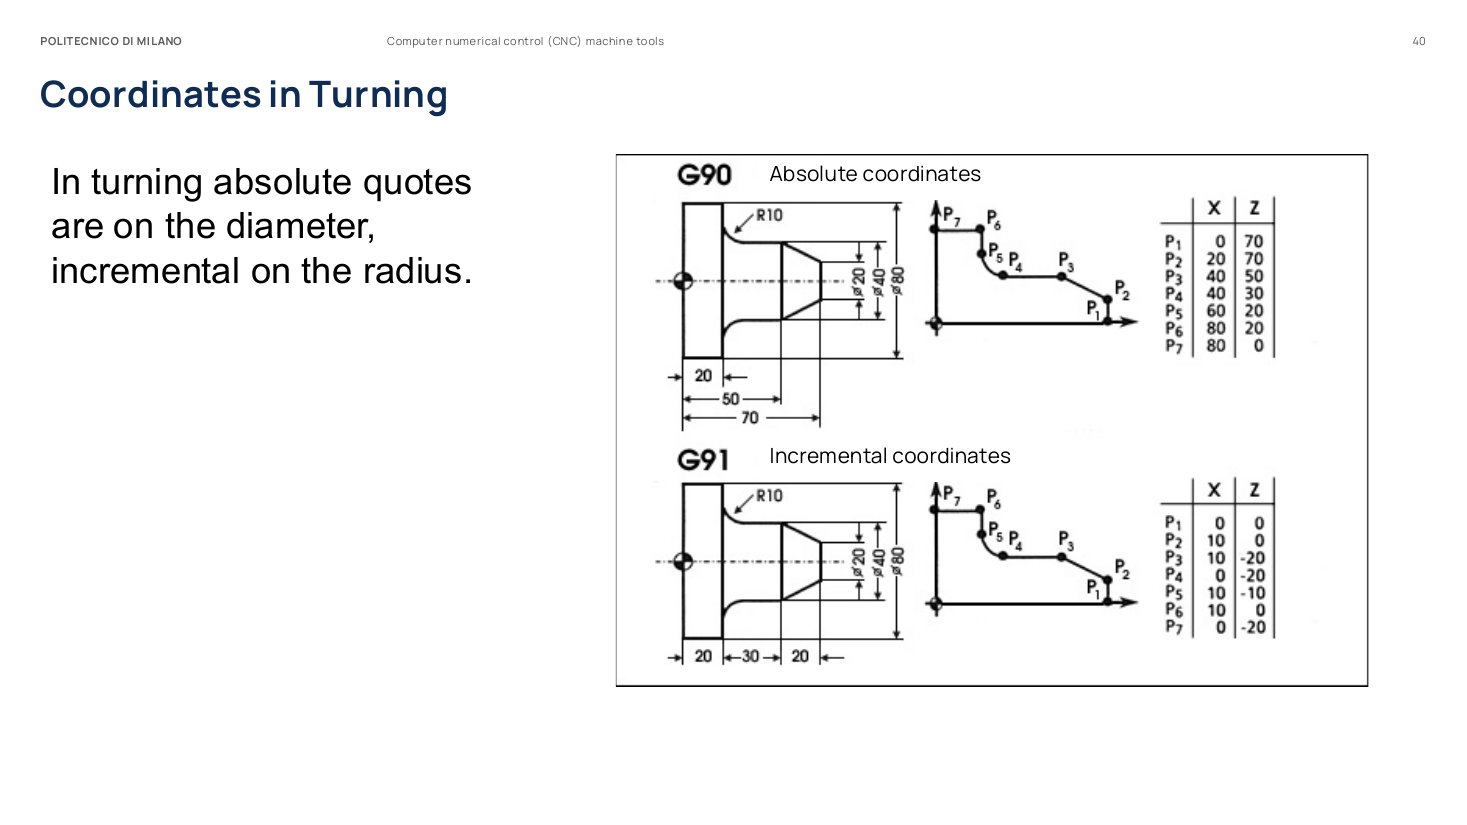 POLITECNICO DI MILANO
Computer numerical control (CNC) machine tools
40
Coordinates in Turning
In turning absolute quotes
are on the diameter,
incremental on the radius.
G90 Absolute coordinates
R10
ø20
ø40
ø80
20
50
70
P7
P6
P5
P4
P3
P2
P1
X Z
P1 0 70
P2 20 70
P3 40 50
P4 40 30
P5 60 20
P6 80 20
P7 80 0
G91 Incremental coordinates
R10
ø20
ø40
ø80
20 30 20
P7
P6
P5
P4
P3
P2
P1
X Z
P1 0 0
P2 10 0
P3 10 -20
P4 0 -20
P5 10 -10
P6 10 0
P7 0 -20